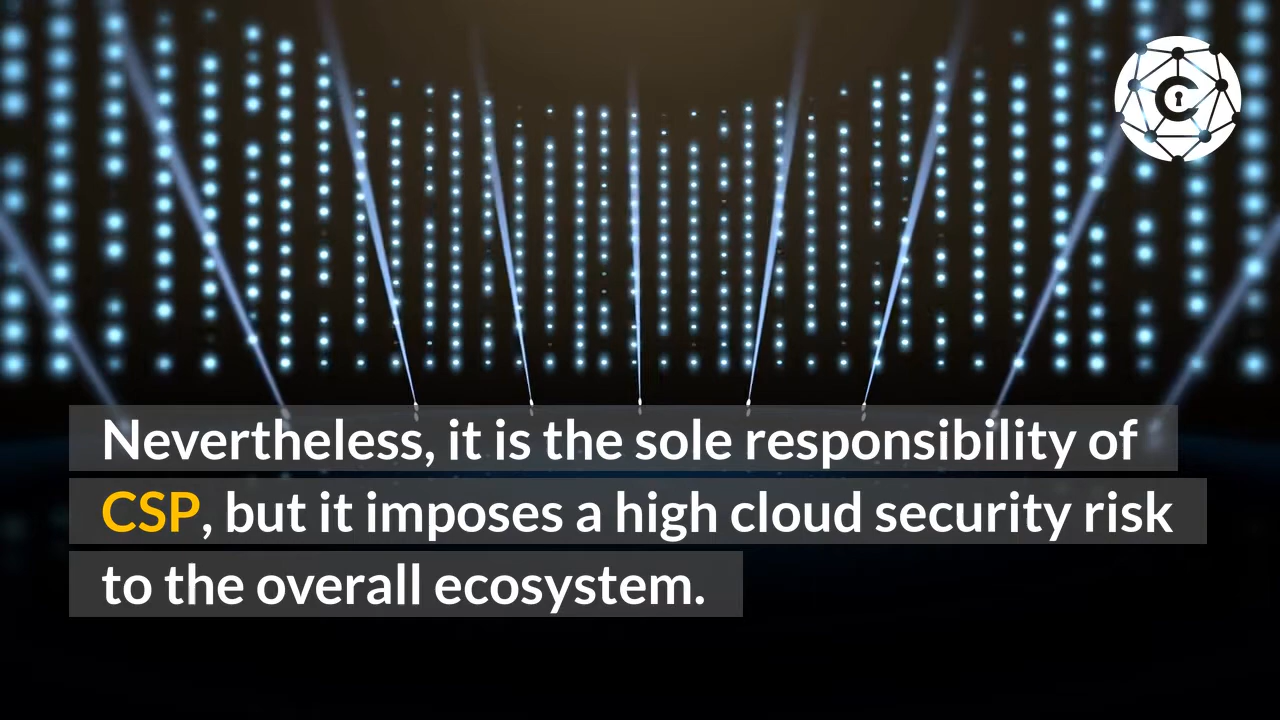 Nevertheless, it is the sole responsibility of
CSP, but it imposes a high cloud security risk
to the overall ecosystem.